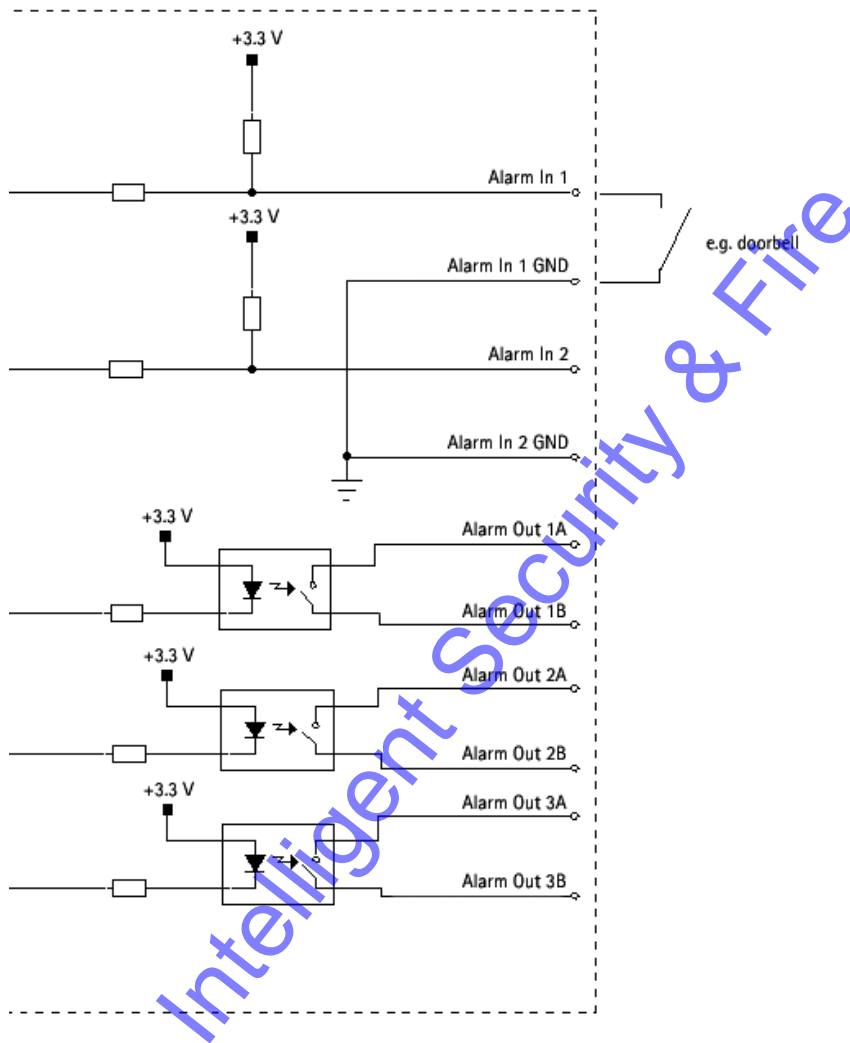 +3.3 V
Alarm In 1
+3.3 V
e.g. doorbell
Alarm In 1 GND
Alarm In 2
Alarm In 2 GND
+3.3 V
Alarm Out 1A
Alarm Out 1B
+3.3 V
Alarm Out 2A
Alarm Out 2B
+3.3 V
Alarm Out 3A
Alarm Out 3B
Intelligent Security & Fire